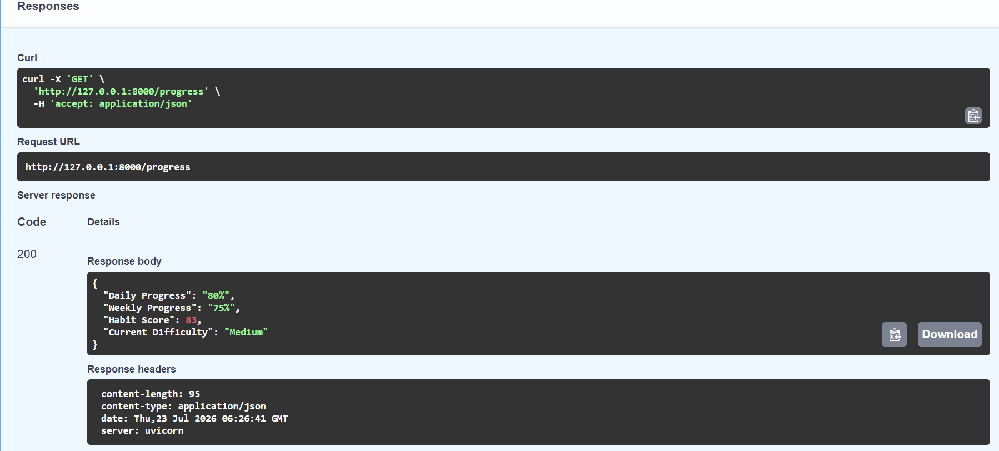 Responses
Curl
curl -X 'GET' \
  'http://127.0.0.1:8000/progress' \
  -H 'accept: application/json'
Request URL
http://127.0.0.1:8000/progress
Server response
Code Details
200
Response body
{
  "Daily Progress": "80%",
  "Weekly Progress": "75%",
  "Habit Score": 83,
  "Current Difficulty": "Medium"
}
Download
Response headers
content-length: 95
content-type: application/json
date: Thu,23 Jul 2026 06:26:41 GMT
server: uvicorn